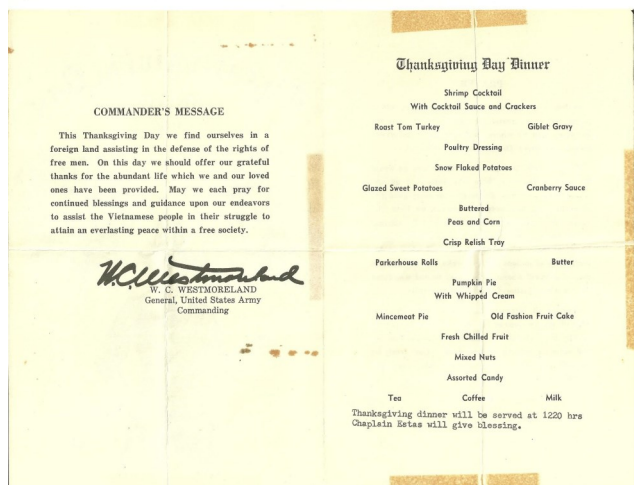 COMMANDER'S MESSAGE
This Thanksgiving Day we find ourselves in a
foreign land assisting in the defense of the rights of
free men. On this day we should offer our grateful
thanks for the abundant life which we and our loved
ones have been provided. May we each pray for
continued blessings and guidance upon our endeavors
to assist the Vietnamese people in their struggle to
attain an everlasting peace within a free society.
W.C. Westmoreland
W. C. WESTMORELAND
General, United States Army
Commanding
Thanksgiving Day Dinner
Shrimp Cocktail
With Cocktail Sauce and Crackers
Roast Tom Turkey Giblet Gravy
Poultry Dressing
Snow Flaked Potatoes
Glazed Sweet Potatoes Cranberry Sauce
Buttered
Peas and Corn
Crisp Relish Tray
Parkerhouse Rolls Butter
Pumpkin Pie
With Whipped Cream
Mincemeat Pie Old Fashion Fruit Cake
Fresh Chilled Fruit
Mixed Nuts
Assorted Candy
Tea Coffee Milk
Thanksgiving dinner will be served at 1220 hrs
Chaplain Estas will give blessing.